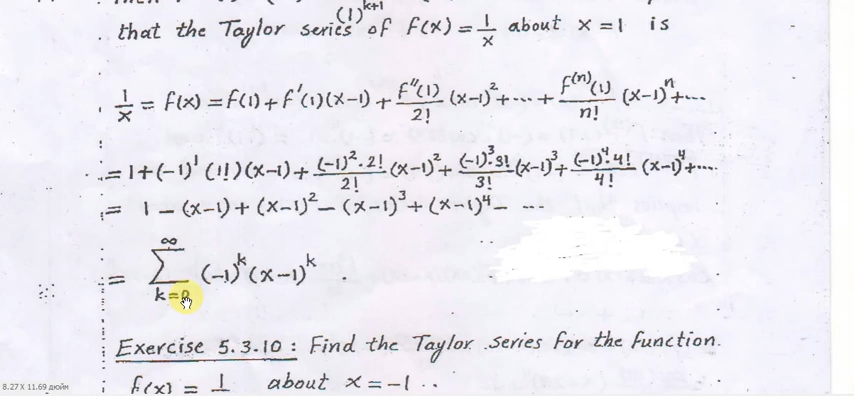 (1)^{k+1}
that the Taylor series of f(x) = 1/x about x = 1 is
1/x = f(x) = f(1) + f'(1)(x-1) + f''(1)/2! (x-1)^2 + ... + f^{(n)}(1)/n! (x-1)^n + ...
= 1 + (-1)^1 (1!)(x-1) + (-1)^2 · 2!/2! (x-1)^2 + (-1)^3 · 3!/3! (x-1)^3 + (-1)^4 · 4!/4! (x-1)^4 + ...
= 1 - (x-1) + (x-1)^2 - (x-1)^3 + (x-1)^4 - ...
= ∑_{k=0}^{∞} (-1)^k (x-1)^k
Exercise 5.3.10 : Find the Taylor series for the function
f(x) = 1 about x = -1
8.27 X 11.69 дюйм